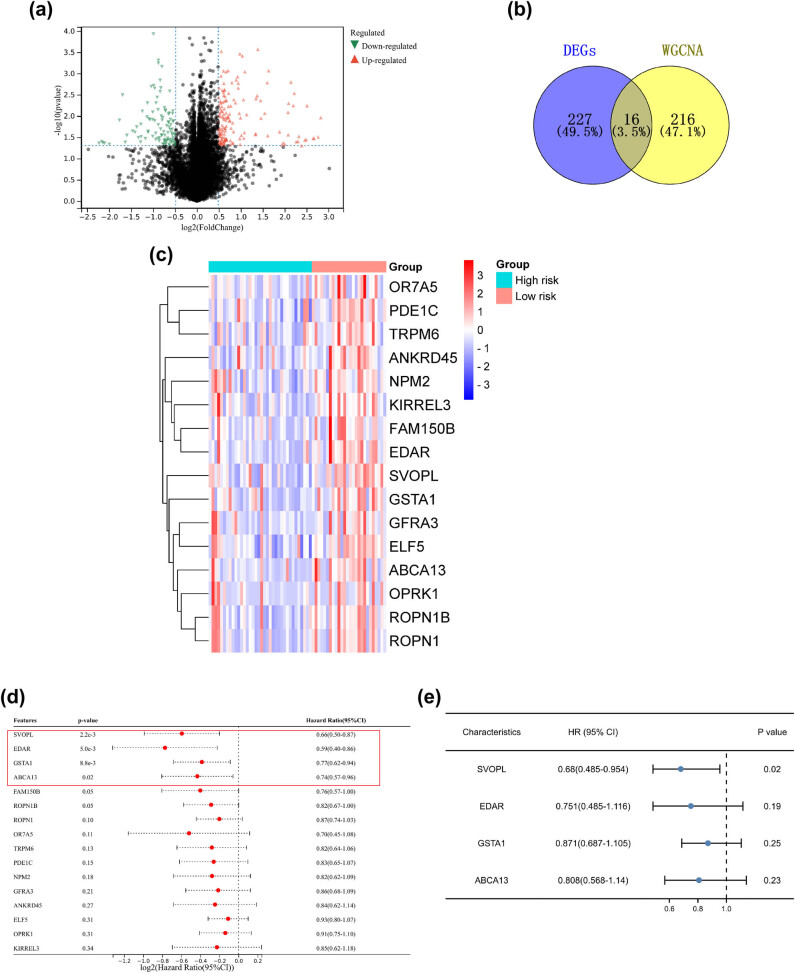 (a)
Regulated
Down-regulated
Up-regulated
4.0
3.5
3.0
2.5
2.0
1.5
1.0
0.5
0.0
-log10(pvalue)
−2.5 −2.0 −1.5 −1.0 −0.5 0.0 0.5 1.0 1.5 2.0 2.5 3.0
log2(FoldChange)
(b)
DEGs WGCNA
227 16 216
(49.5%) (3.5%) (47.1%)
(c)
Group
OR7A5
PDE1C
TRPM6
ANKRD45
NPM2
KIRREL3
FAM150B
EDAR
SVOPL
GSTA1
GFRA3
ELF5
ABCA13
OPRK1
ROPN1B
ROPN1
3
2
1
0
- 1
- 2
- 3
Group
High risk
Low risk
(d)
Features p-value Hazard Ratio(95%CI)
SVOPL 2.2e-3 0.66(0.50-0.87)
EDAR 5.0e-3 0.59(0.40-0.86)
GSTA1 8.8e-3 0.77(0.62-0.94)
ABCA13 0.02 0.74(0.57-0.96)
FAM150B 0.05 0.76(0.57-1.00)
ROPN1B 0.05 0.82(0.67-1.00)
ROPN1 0.10 0.87(0.74-1.03)
OR7A5 0.11 0.70(0.45-1.08)
TRPM6 0.13 0.82(0.64-1.06)
PDE1C 0.15 0.83(0.65-1.07)
NPM2 0.18 0.82(0.62-1.09)
GFRA3 0.21 0.86(0.68-1.09)
ANKRD45 0.27 0.84(0.62-1.14)
ELF5 0.31 0.93(0.80-1.07)
OPRK1 0.31 0.91(0.75-1.10)
KIRREL3 0.34 0.85(0.62-1.18)
−1.2 −1 −0.8 −0.6 −0.4 −0.2 0.0 0.2
log2(Hazard Ratio(95%CI))
(e)
Characteristics HR (95% CI) P value
SVOPL 0.68(0.485-0.954) 0.02
EDAR 0.751(0.485-1.116) 0.19
GSTA1 0.871(0.687-1.105) 0.25
ABCA13 0.808(0.568-1.14) 0.23
0.6 0.8 1.0